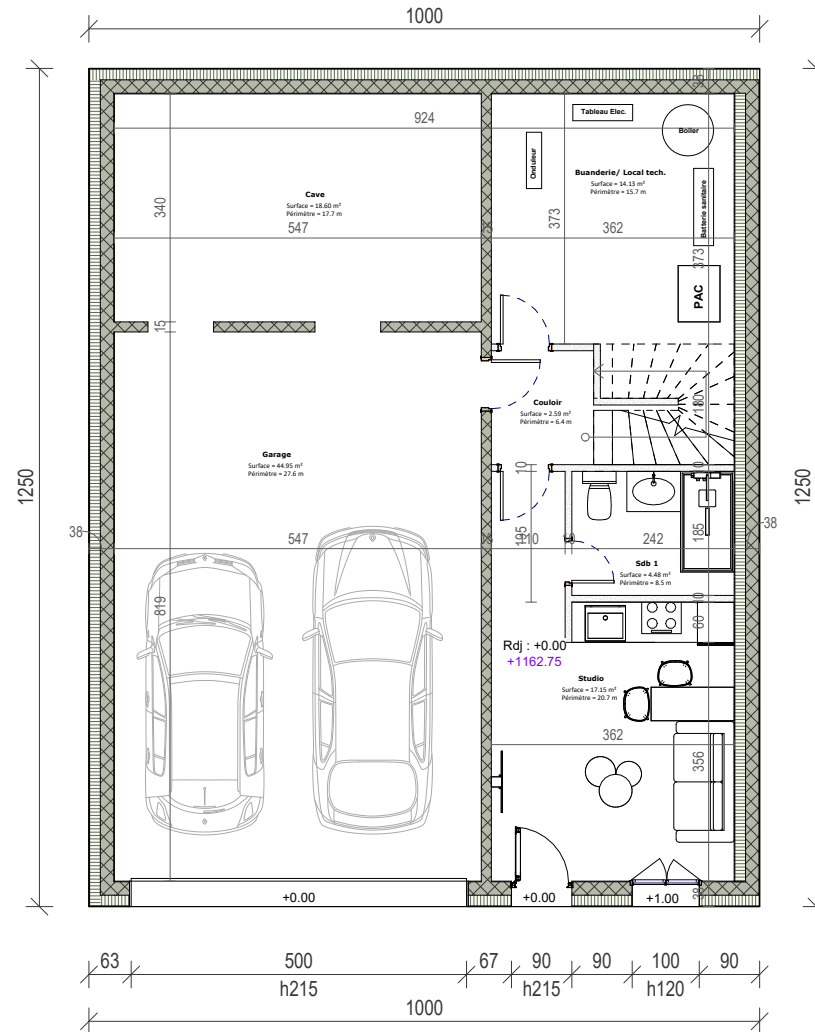 1000
924
Tableau Elec.
Boiler
Onduleur
Buanderie/ Local tech.
Surface = 14.13 m²
Périmètre = 15.7 m
Batterie sanitaire
Cave
Surface = 18.60 m²
Périmètre = 17.7 m
340
547
15
373
362
373
PAC
15
Couloir
Surface = 2.59 m²
Périmètre = 6.4 m
180
Garage
Surface = 44.95 m²
Périmètre = 27.6 m
10
1250
1250
38
547
15
195
110
10
242
185
38
Sdb 1
Surface = 4.48 m²
Périmètre = 8.5 m
819
60
Rdj : +0.00
+1162.75
Studio
Surface = 17.15 m²
Périmètre = 20.7 m
362
356
+0.00
+0.00
+1.00
38
63
500
67
90
90
100
90
h215
h215
h120
1000